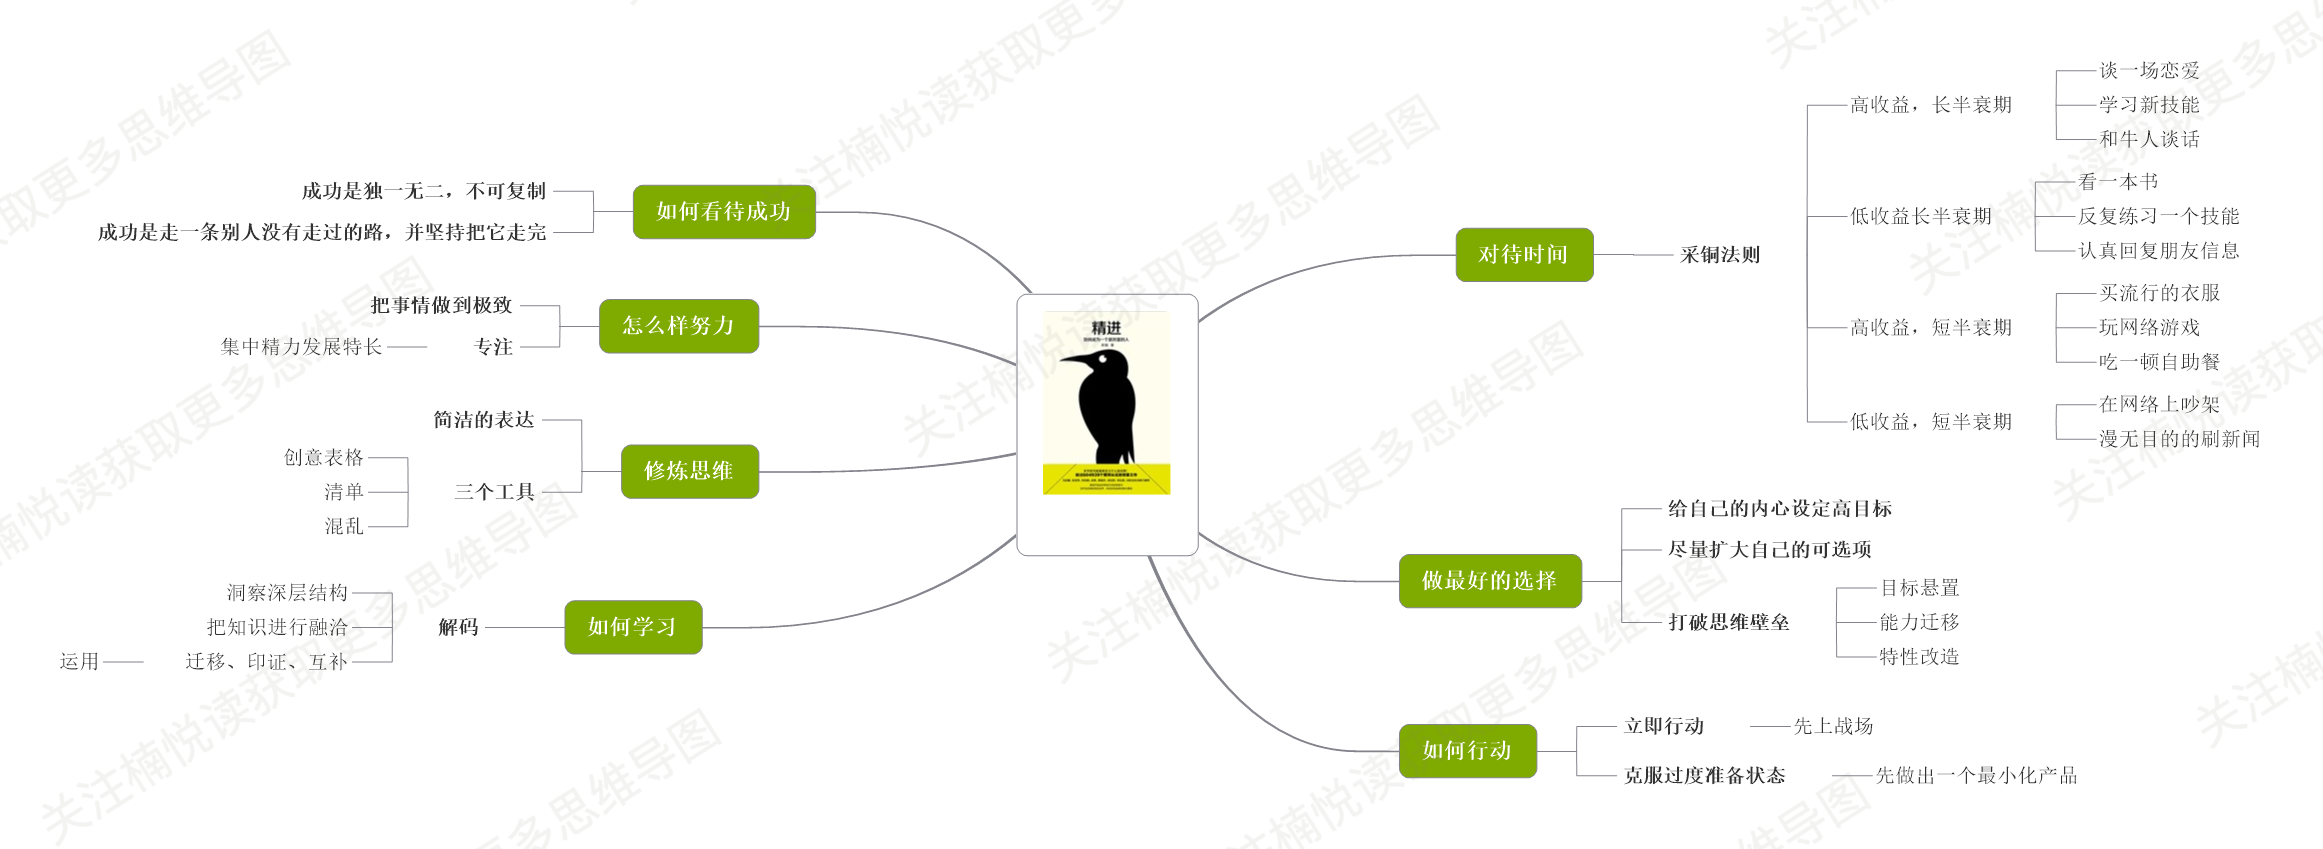 对待时间
采铜法则
高收益，长半衰期
谈一场恋爱
学习新技能
和牛人谈话
低收益长半衰期
看一本书
反复练习一个技能
认真回复朋友信息
高收益，短半衰期
买流行的衣服
玩网络游戏
吃一顿自助餐
低收益，短半衰期
在网络上吵架
漫无目的的刷新闻
做最好的选择
给自己的内心设定高目标
尽量扩大自己的可选项
打破思维壁垒
目标悬置
能力迁移
特性改造
如何行动
立即行动
先上战场
克服过度准备状态
先做出一个最小化产品
如何看待成功
成功是独一无二，不可复制
成功是走一条别人没有走过的路，并坚持把它走完
怎么样努力
把事情做到极致
专注
集中精力发展特长
修炼思维
简洁的表达
三个工具
创意表格
清单
混乱
如何学习
解码
洞察深层结构
把知识进行融洽
迁移、印证、互补
运用
精进
关注楠悦读获取更多思维导图